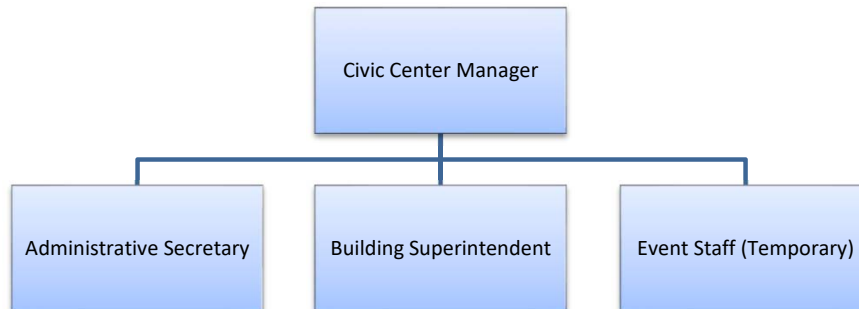 Civic Center Manager
Administrative Secretary
Building Superintendent
Event Staff (Temporary)